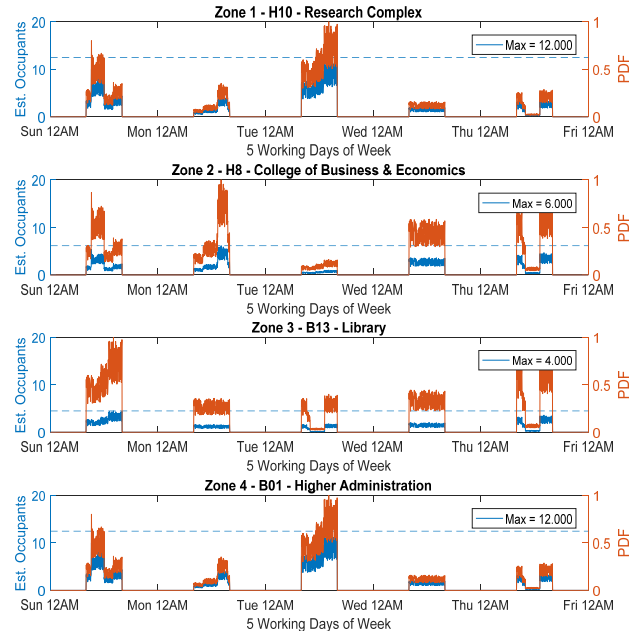 Zone 1 - H10 - Research Complex
20
10
0
Est. Occupants
1
0.5
0
PDF
Max = 12.000
Sun 12AM Mon 12AM Tue 12AM Wed 12AM Thu 12AM Fri 12AM
5 Working Days of Week
Zone 2 - H8 - College of Business & Economics
20
10
0
Est. Occupants
1
0.5
0
PDF
Max = 6.000
Sun 12AM Mon 12AM Tue 12AM Wed 12AM Thu 12AM Fri 12AM
5 Working Days of Week
Zone 3 - B13 - Library
20
10
0
Est. Occupants
1
0.5
0
PDF
Max = 4.000
Sun 12AM Mon 12AM Tue 12AM Wed 12AM Thu 12AM Fri 12AM
5 Working Days of Week
Zone 4 - B01 - Higher Administration
20
10
0
Est. Occupants
1
0.5
0
PDF
Max = 12.000
Sun 12AM Mon 12AM Tue 12AM Wed 12AM Thu 12AM Fri 12AM
5 Working Days of Week